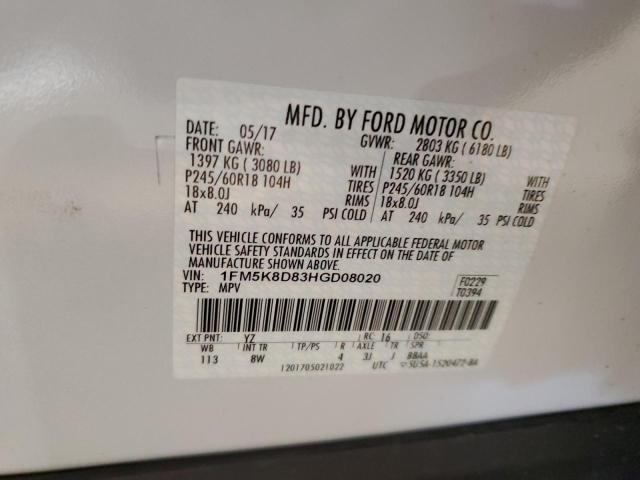 MFD. BY FORD MOTOR CO.
DATE: 05/17 GVWR: 2803 KG ( 6180 LB)
FRONT GAWR: REAR GAWR:
1397 KG ( 3080 LB) WITH 1520 KG ( 3350 LB) WITH
P245/60R18 104H TIRES P245/60R18 104H TIRES
18x8.0J RIMS 18x8.0J RIMS
AT 240 kPa/ 35 PSI COLD AT 240 kPa/ 35 PSI COLD
THIS VEHICLE CONFORMS TO ALL APPLICABLE FEDERAL MOTOR
VEHICLE SAFETY STANDARDS IN EFFECT ON THE DATE OF
MANUFACTURE SHOWN ABOVE.
VIN: 1FM5K8D83HGD08020 F0229
TYPE: MPV T0394
EXT PNT: YZ RC: 16 DSO:
WB INT TR TP/PS R AXLE TR SPR
113 8W 4 3J J BBAA
1201705021022 UTC